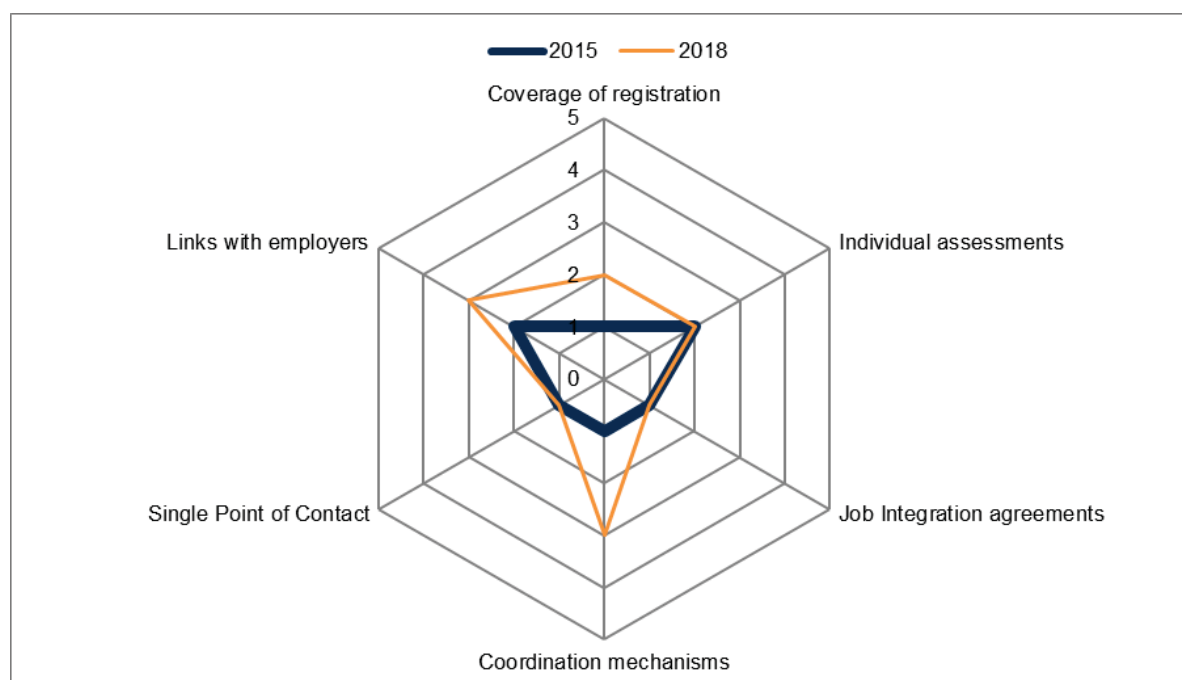 2015 2018
Coverage of registration
5
4
3
2
1
0
Links with employers
Individual assessments
Single Point of Contact
Job Integration agreements
Coordination mechanisms